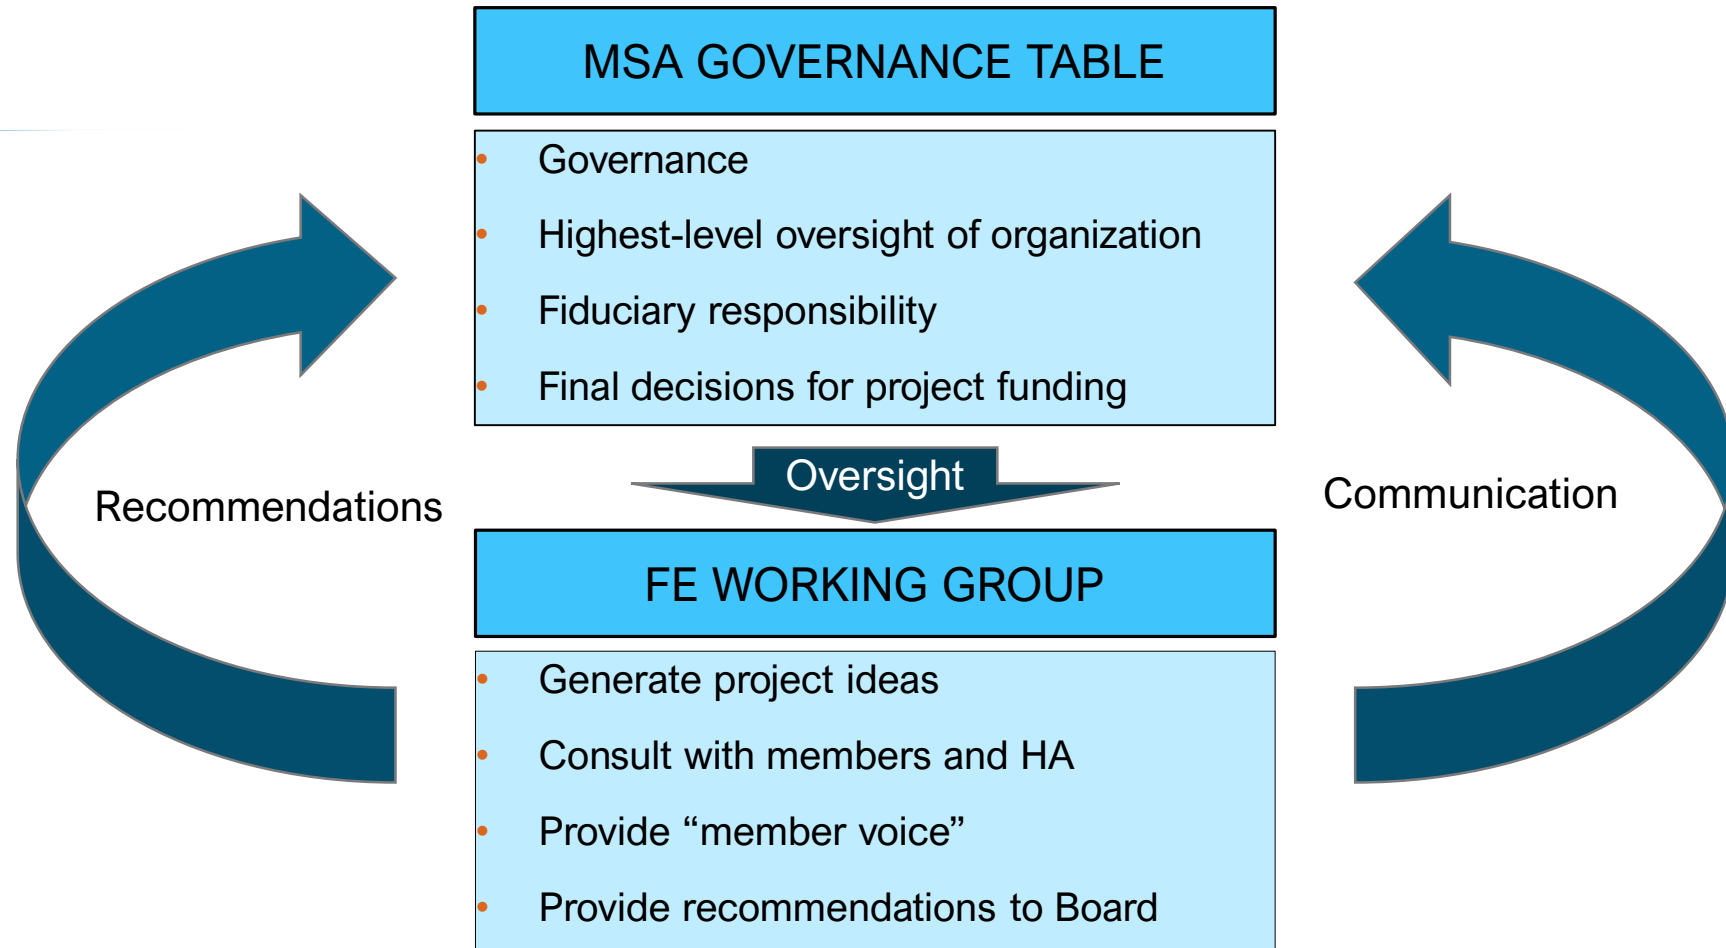 MSA GOVERNANCE TABLE
• Governance
• Highest-level oversight of organization
• Fiduciary responsibility
• Final decisions for project funding
Oversight
Recommendations
Communication
FE WORKING GROUP
• Generate project ideas
• Consult with members and HA
• Provide “member voice”
• Provide recommendations to Board